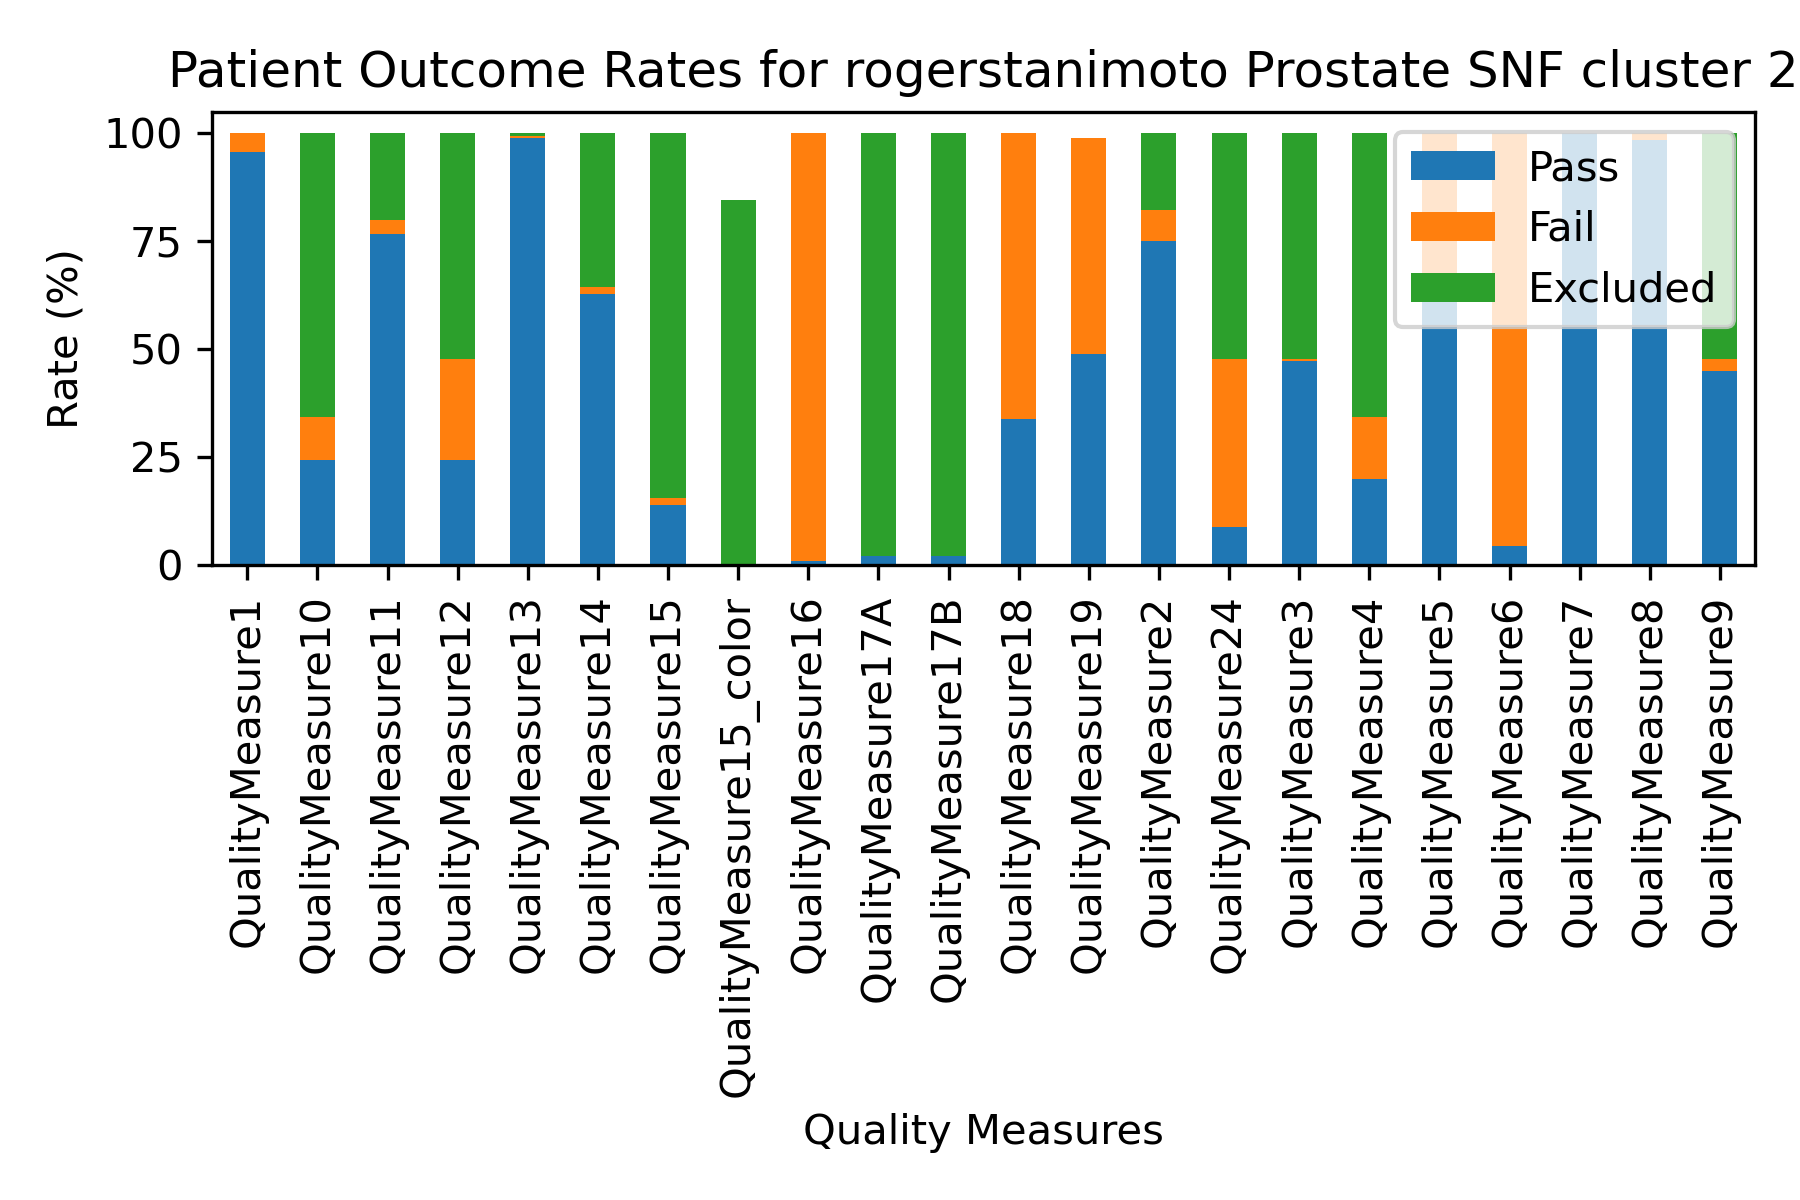 Patient Outcome Rates for rogerstanimoto Prostate SNF cluster 2
100
75
50
25
0
Rate (%)
Pass
Fail
Excluded
QualityMeasure1
QualityMeasure10
QualityMeasure11
QualityMeasure12
QualityMeasure13
QualityMeasure14
QualityMeasure15
QualityMeasure15_color
QualityMeasure16
QualityMeasure17A
QualityMeasure17B
QualityMeasure18
QualityMeasure19
QualityMeasure2
QualityMeasure24
QualityMeasure3
QualityMeasure4
QualityMeasure5
QualityMeasure6
QualityMeasure7
QualityMeasure8
QualityMeasure9
Quality Measures